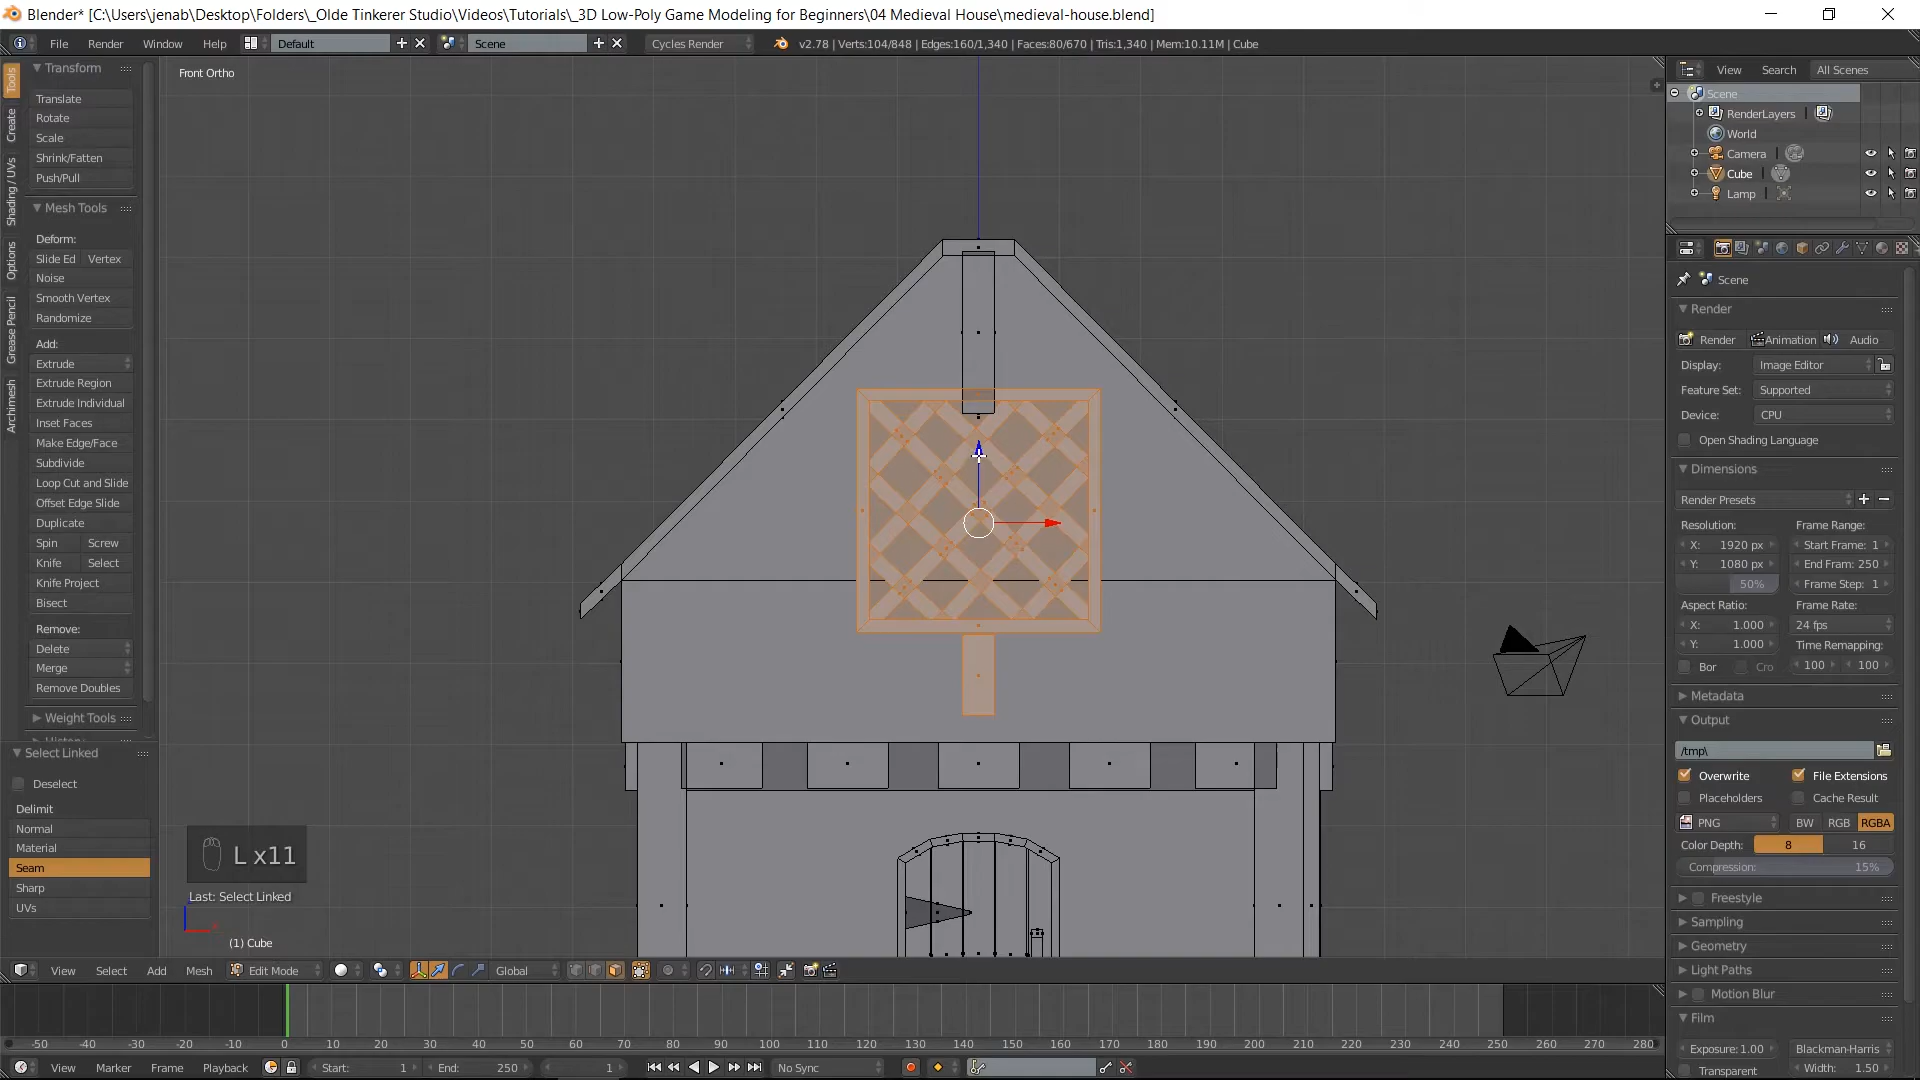 Blender* [C:\Users\jenab\Desktop\Folders\_Olde Tinkerer Studio\Videos\Tutorials\_3D Low-Poly Game Modeling for Beginners\04 Medieval House\medieval-house.blend]
File Render Window Help Default Scene Cycles Render v2.78 | Verts:104/848 | Edges:160/1,340 | Faces:80/670 | Tris:1,340 | Mem:10.11M | Cube
Tools
Create
Shading / UVs
Options
Grease Pencil
Archimesh
Transform
Translate
Rotate
Scale
Shrink/Fatten
Push/Pull
Mesh Tools
Deform:
Slide Ed Vertex
Noise
Smooth Vertex
Randomize
Add:
Extrude
Extrude Region
Extrude Individual
Inset Faces
Make Edge/Face
Subdivide
Loop Cut and Slide
Offset Edge Slide
Duplicate
Spin Screw
Knife Select
Knife Project
Bisect
Remove:
Delete
Merge
Remove Doubles
Weight Tools
Select Linked
Deselect
Delimit
Normal
Material
Seam
Sharp
UVs
Front Ortho
L x11
Last: Select Linked
(1) Cube
View Select Add Mesh Edit Mode Global
-50 -40 -30 -20 -10 0 10 20 30 40 50 60 70 80 90 100 110 120 130 140 150 160 170 180 190 200 210 220 230 240 250 260 270 280
View Marker Frame Playback Start: 1 End: 250 1 No Sync
View Search All Scenes
Scene
RenderLayers
World
Camera
Cube
Lamp
Scene
Render
Render Animation Audio
Display: Image Editor
Feature Set: Supported
Device: CPU
Open Shading Language
Dimensions
Render Presets
Resolution: Frame Range:
X: 1920 px Start Frame: 1
Y: 1080 px End Fram: 250
50% Frame Step: 1
Aspect Ratio: Frame Rate:
X: 1.000 24 fps
Y: 1.000 Time Remapping:
Bor Cro 100 100
Metadata
Output
/tmp\
Overwrite File Extensions
Placeholders Cache Result
PNG BW RGB RGBA
Color Depth: 8 16
Compression: 15%
Freestyle
Sampling
Geometry
Light Paths
Motion Blur
Film
Exposure: 1.00 Blackman-Harris
Transparent Width: 1.50